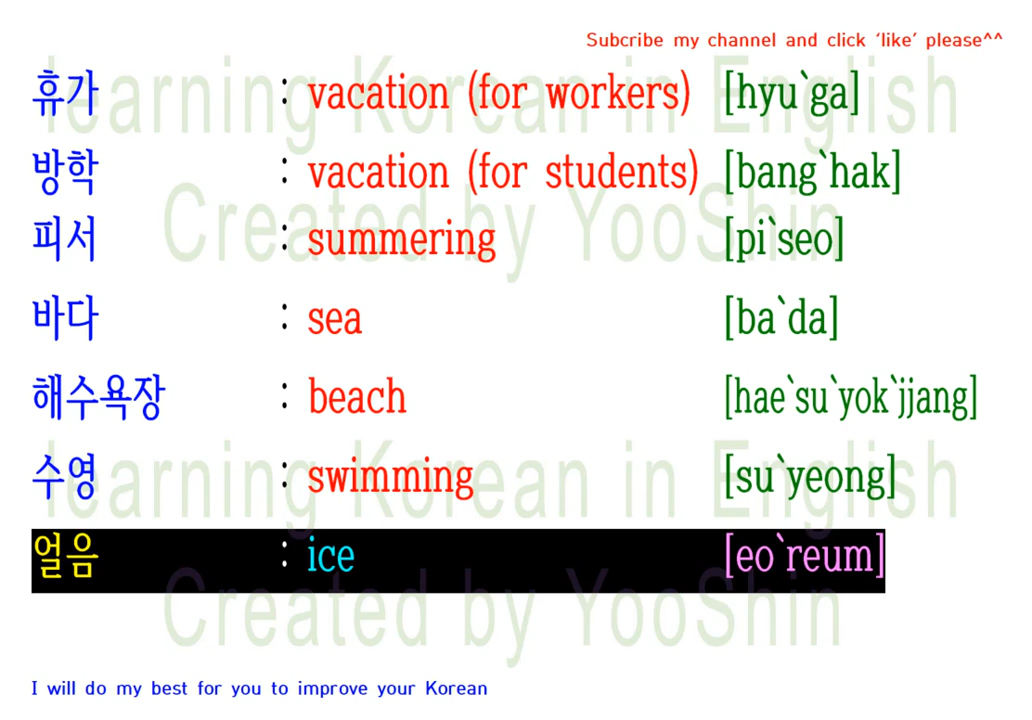 Subcribe my channel and click ‘like’ please^^
휴가 : vacation (for workers) [hyu`ga]
방학 : vacation (for students) [bang`hak]
피서 : summering [pi`seo]
바다 : sea [ba`da]
해수욕장 : beach [hae`su`yok`jjang]
수영 : swimming [su`yeong]
얼음 : ice [eo`reum]
I will do my best for you to improve your Korean
learning Korean in English
Created by YooShin
learning Korean in English
Created by YooShin